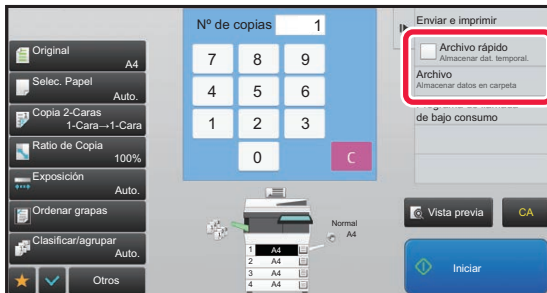 Original
A4
Selec. Papel
Auto.
Copia 2-Caras
1-Cara→1-Cara
Ratio de Copia
100%
Exposición
Auto.
Ordenar grapas
Clasificar/agrupar
Auto.
Otros
Nº de copias 1
7 8 9
4 5 6
1 2 3
0 C
Normal
A4
1 A4
2 A4
3 A4
4 A4
Enviar e imprimir
Archivo rápido
Almacenar dat. temporal.
Archivo
Almacenar datos en carpeta
de bajo consumo
Vista previa
CA
Iniciar